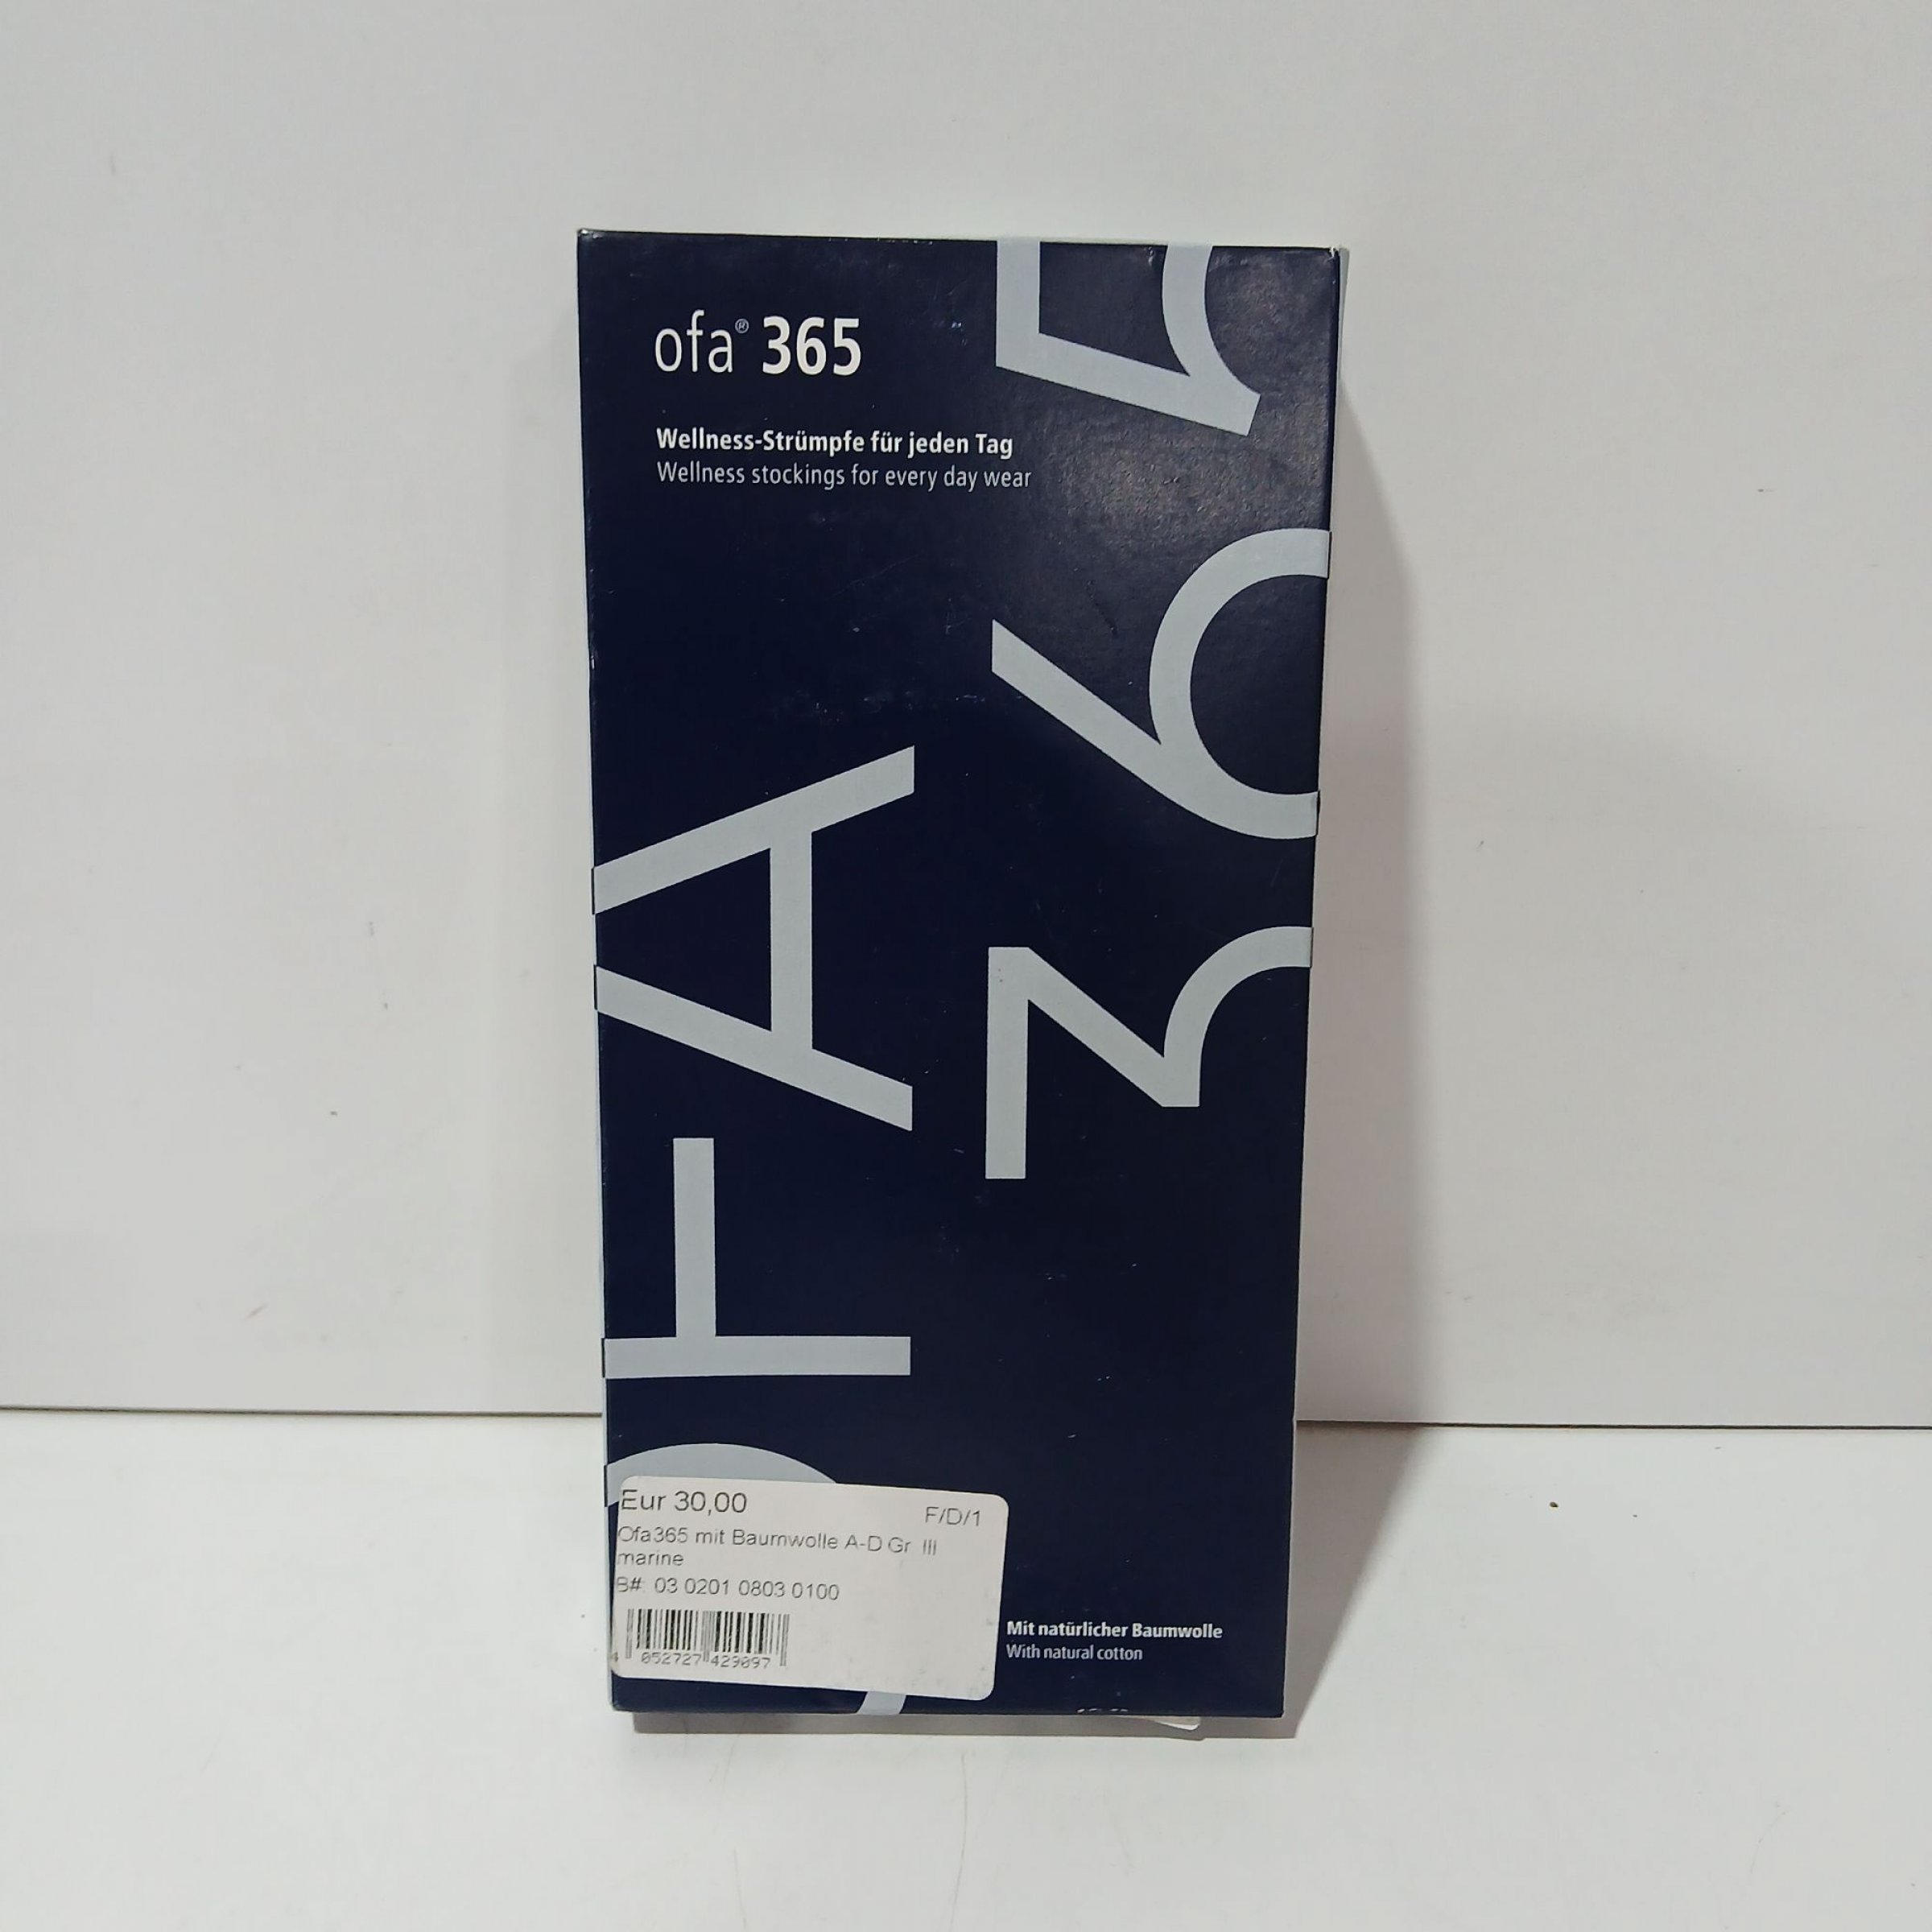 ofa® 365
Wellness-Strümpfe für jeden Tag
Wellness stockings for every day wear
OFA
365
Eur 30,00
F/D/1
Ofa365 mit Baumwolle A-D Gr. III
marine
B#: 03 0201 0803 0100
4 052727 429097
Mit natürlicher Baumwolle
With natural cotton